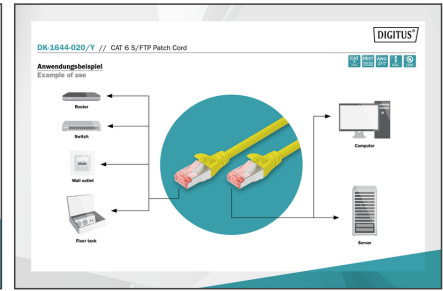 DIGITUS®
DK-1644-020/Y // CAT 6 S/FTP Patch Cord
Anwendungsbeispiel
Example of use
Router
Switch
Wall outlet
Floor tank
Computer
Server